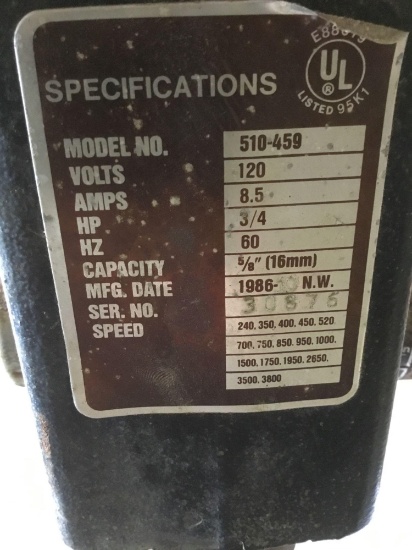 UL
®
LISTED 95K1
SPECIFICATIONS
MODEL NO. 510-459
VOLTS 120
AMPS 8.5
HP 3/4
HZ 60
CAPACITY 5/8" (16mm)
MFG. DATE 1986- N.W.
SER. NO.
SPEED 240, 350, 400, 450, 520
700, 750, 850, 950, 1000,
1500, 1750, 1950, 2650,
3500, 3800